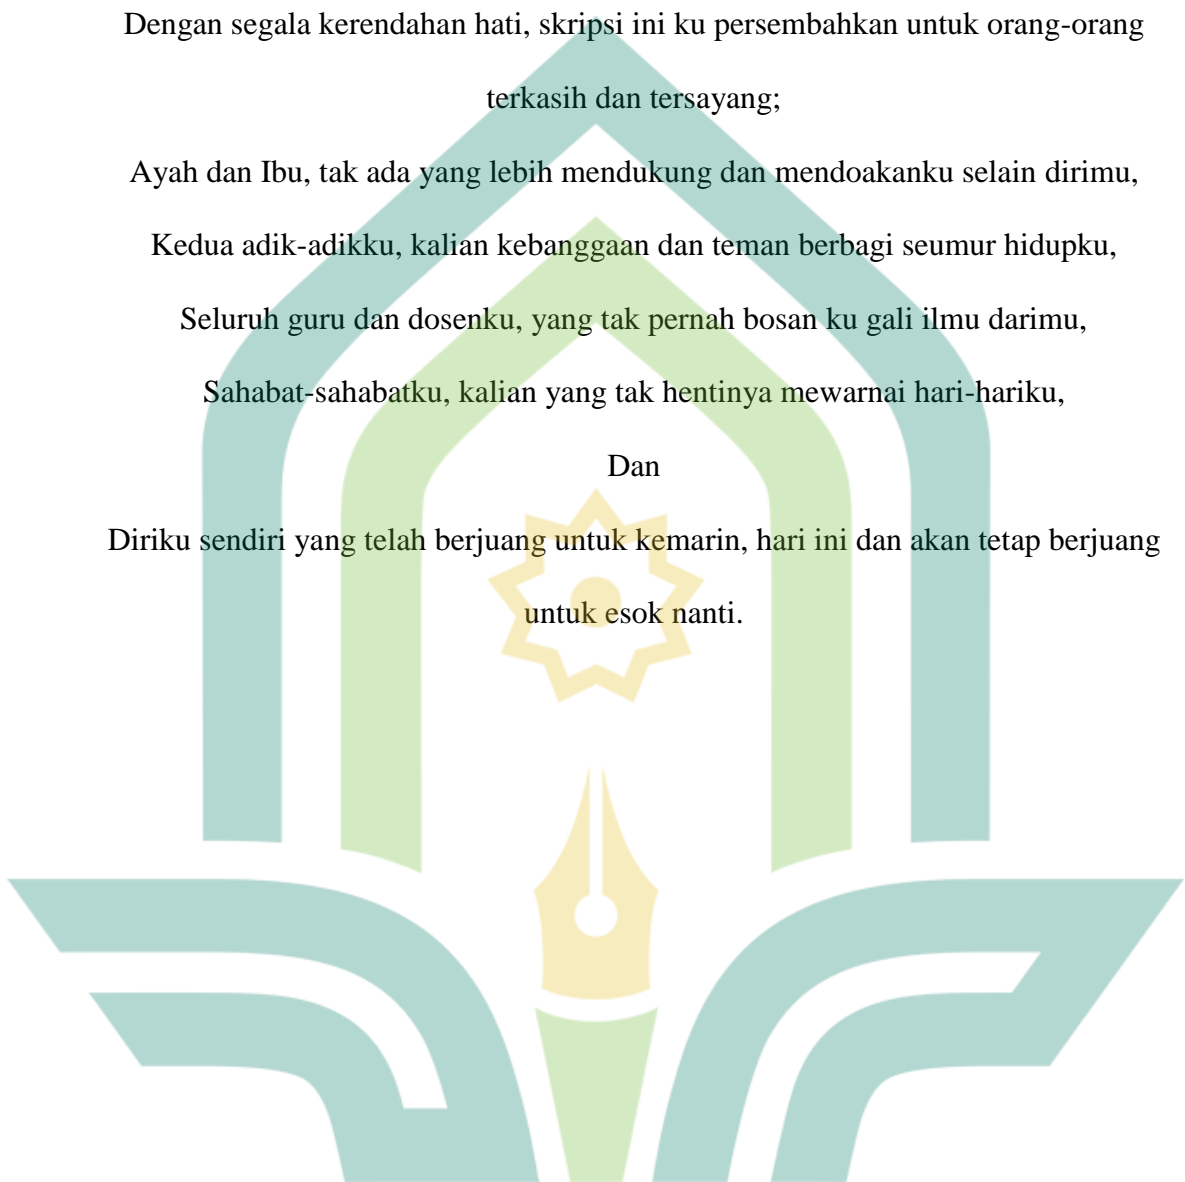 Dengan segala kerendahan hati, skripsi ini ku persembahkan untuk orang-orang
terkasih dan tersayang;
Ayah dan Ibu, tak ada yang lebih mendukung dan mendoakanku selain dirimu,
Kedua adik-adikku, kalian kebanggaan dan teman berbagi seumur hidupku,
Seluruh guru dan dosenku, yang tak pernah bosan ku gali ilmu darimu,
Sahabat-sahabatku, kalian yang tak hentinya mewarnai hari-hariku,
Dan
Diriku sendiri yang telah berjuang untuk kemarin, hari ini dan akan tetap berjuang
untuk esok nanti.